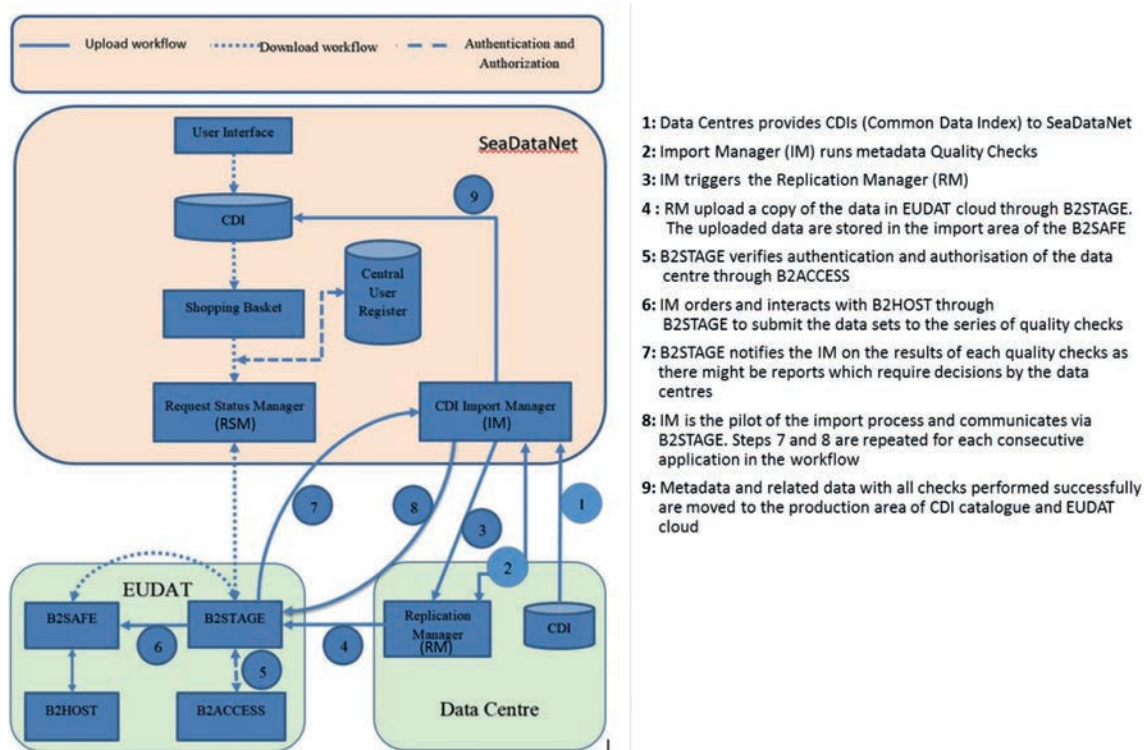 Upload workflow
Download workflow
Authentication and
Authorization
SeaDataNet
User Interface
CDI
9
Central
User
Register
Shopping Basket
Request Status Manager
(RSM)
CDI Import Manager
(IM)
7
8
3
1
2
EUDAT
B2SAFE
B2STAGE
6
4
5
B2HOST
B2ACCESS
Replication
Manager
(RM)
CDI
Data Centre
1: Data Centres provides CDIs (Common Data Index) to SeaDataNet
2: Import Manager (IM) runs metadata Quality Checks
3: IM triggers the Replication Manager (RM)
4 : RM upload a copy of the data in EUDAT cloud through B2STAGE.
The uploaded data are stored in the import area of the B2SAFE
5: B2STAGE verifies authentication and authorisation of the data
centre through B2ACCESS
6: IM orders and interacts with B2HOST through
B2STAGE to submit the data sets to the series of quality checks
7: B2STAGE notifies the IM on the results of each quality checks as
there might be reports which require decisions by the data
centres
8: IM is the pilot of the import process and communicates via
B2STAGE. Steps 7 and 8 are repeated for each consecutive
application in the workflow
9: Metadata and related data with all checks performed successfully
are moved to the production area of CDI catalogue and EUDAT
cloud